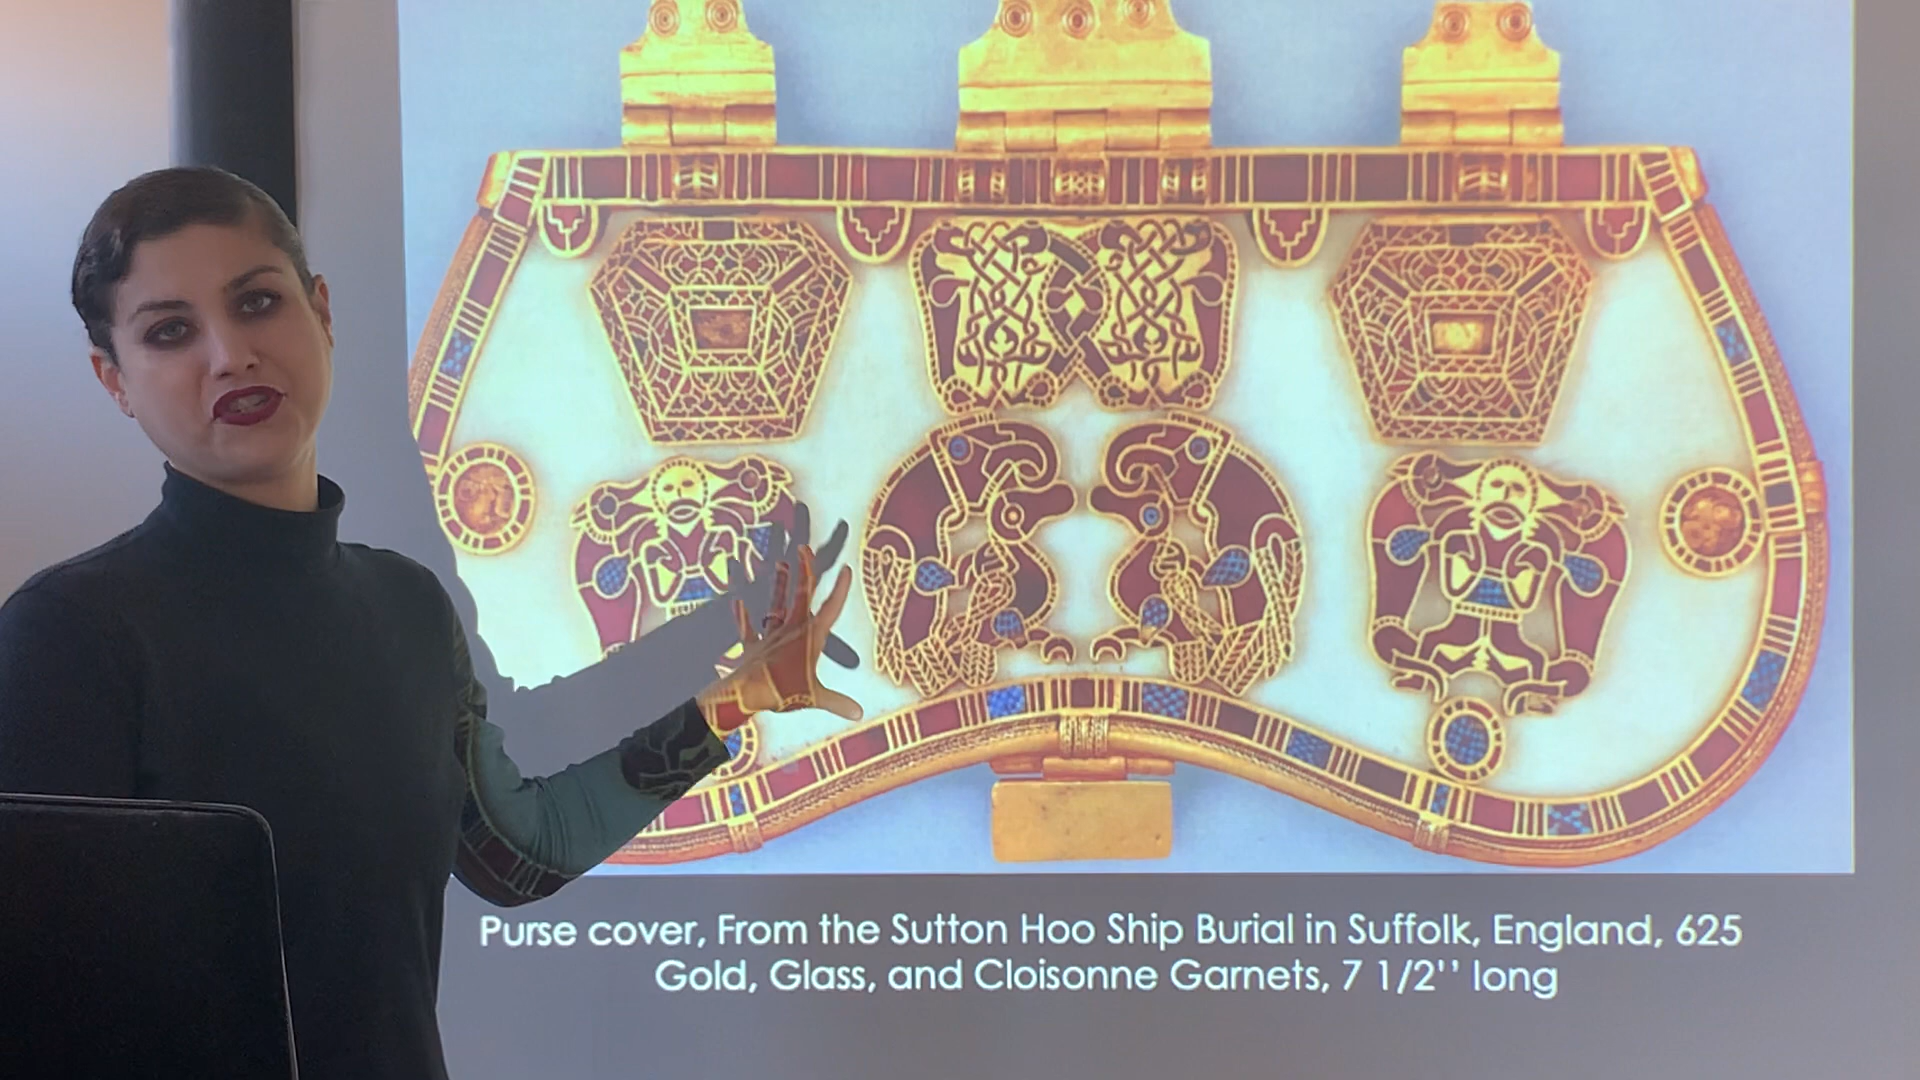 Purse cover, From the Sutton Hoo Ship Burial in Suffolk, England, 625
Gold, Glass, and Cloisonne Garnets, 7 1/2'' long